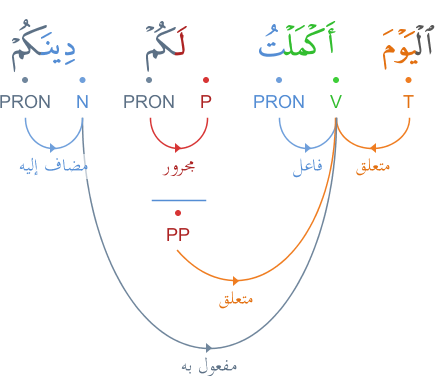 ٱلْيَوْمَ أَكْمَلْتُ لَكُمْ دِينَكُمْ
T V PRON P PRON N PRON
متعلق فاعل مجرور مضاف إليه
PP
متعلق
مفعول به